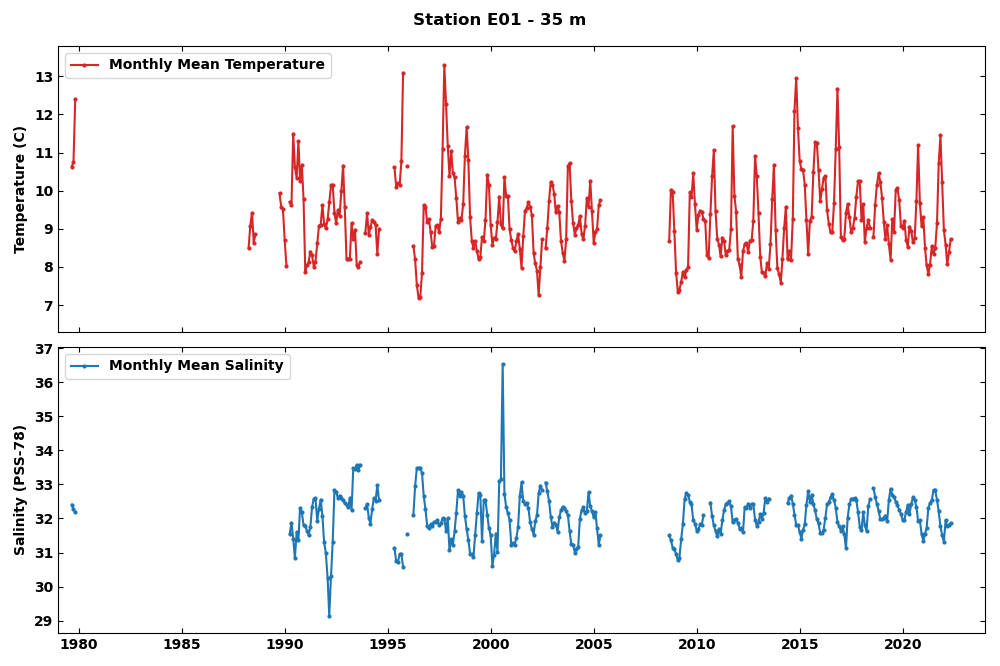 Station E01 - 35 m
Monthly Mean Temperature
Temperature (C)
13
12
11
10
9
8
7
Monthly Mean Salinity
Salinity (PSS-78)
37
36
35
34
33
32
31
30
29
1980 1985 1990 1995 2000 2005 2010 2015 2020